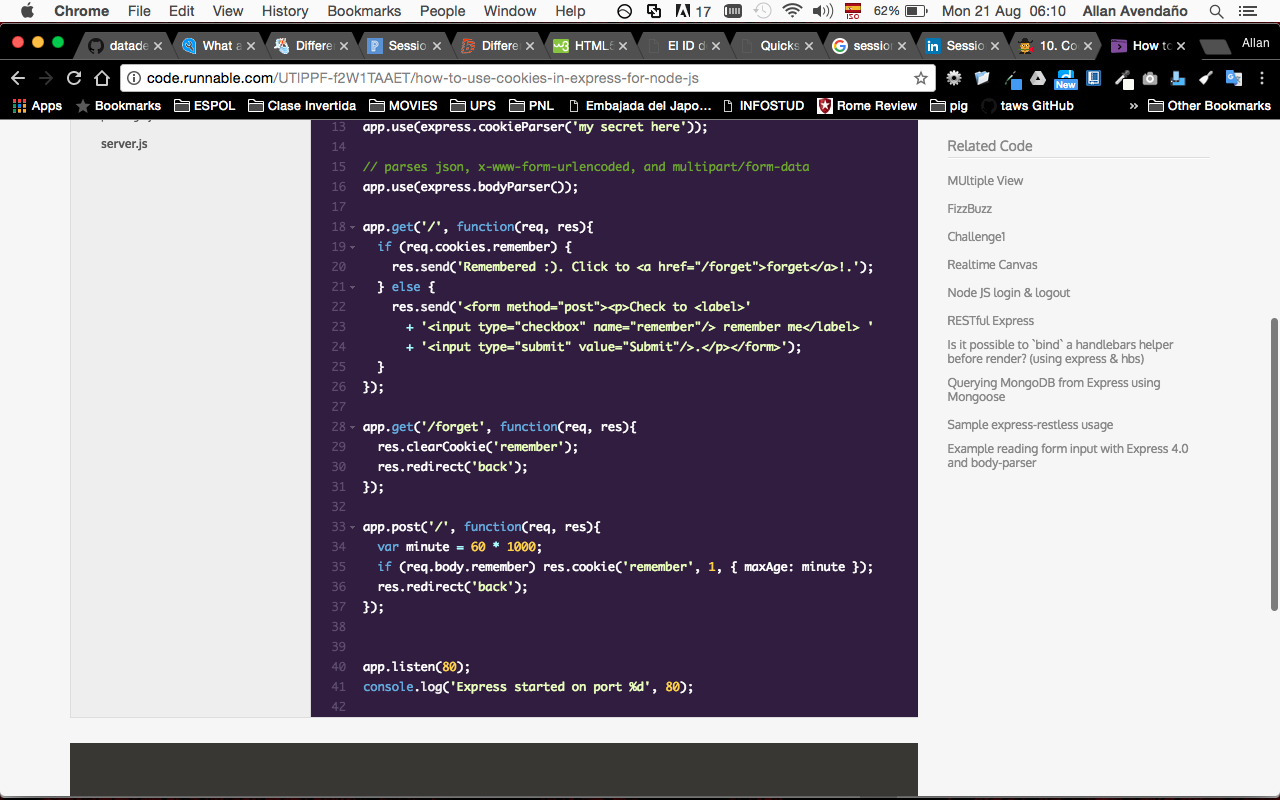 Chrome File Edit View History Bookmarks People Window Help 17 ISO 62% Mon 21 Aug 06:10 Allan Avendaño
datade What a Differe Sessio Differe HTML5 El ID d Quicks session Sessio 10. Co How to Allan
code.runnable.com/UTlPPF-f2W1TAAET/how-to-use-cookies-in-express-for-node-js New
Apps Bookmarks ESPOL Clase Invertida MOVIES UPS PNL Embajada del Japo... INFOSTUD Rome Review pig taws GitHub » Other Bookmarks
server.js
13 app.use(express.cookieParser('my secret here'));
14
15 // parses json, x-www-form-urlencoded, and multipart/form-data
16 app.use(express.bodyParser());
17
18 app.get('/', function(req, res){
19 if (req.cookies.remember) {
20 res.send('Remembered :). Click to <a href="/forget">forget</a>!.');
21 } else {
22 res.send('<form method="post"><p>Check to <label>'
23 + '<input type="checkbox" name="remember"/> remember me</label> '
24 + '<input type="submit" value="Submit"/>.</p></form>');
25 }
26 });
27
28 app.get('/forget', function(req, res){
29 res.clearCookie('remember');
30 res.redirect('back');
31 });
32
33 app.post('/', function(req, res){
34 var minute = 60 * 1000;
35 if (req.body.remember) res.cookie('remember', 1, { maxAge: minute });
36 res.redirect('back');
37 });
38
39
40 app.listen(80);
41 console.log('Express started on port %d', 80);
42
Related Code
MUltiple View
FizzBuzz
Challenge1
Realtime Canvas
Node JS login & logout
RESTful Express
Is it possible to `bind` a handlebars helper
before render? (using express & hbs)
Querying MongoDB from Express using
Mongoose
Sample express-restless usage
Example reading form input with Express 4.0
and body-parser